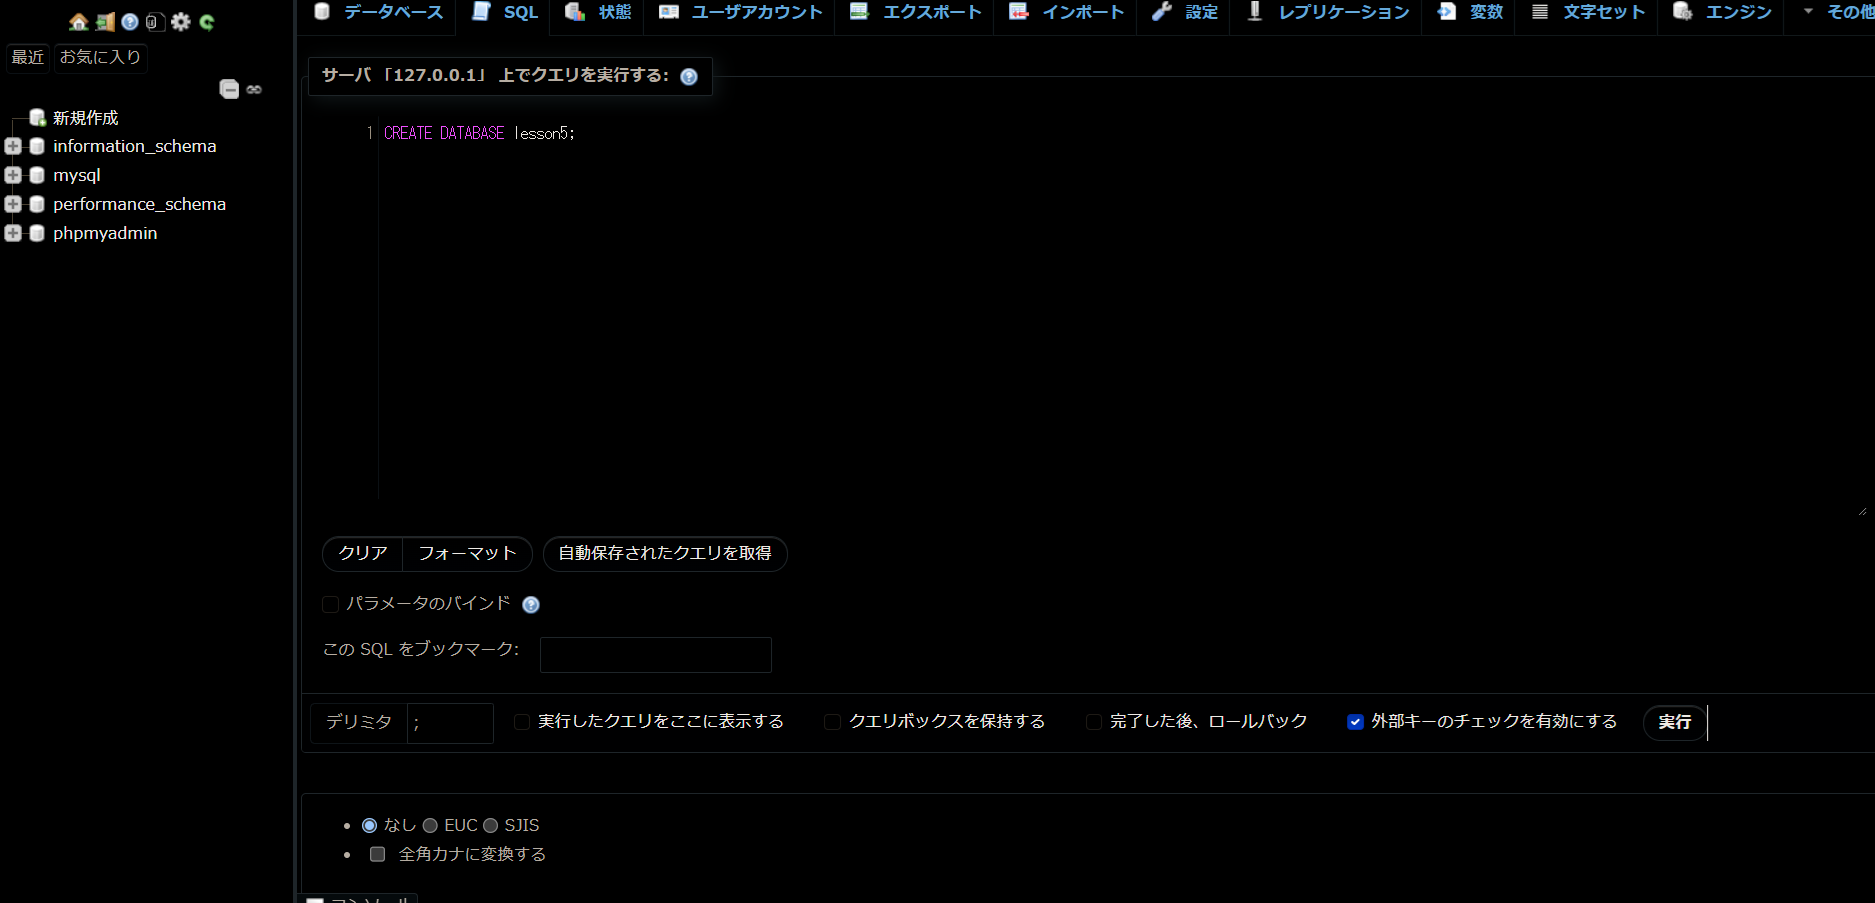 データベース SQL 状態 ユーザアカウント エクスポート インポート 設定 レプリケーション 変数 文字セット エンジン その他
最近 お気に入り
新規作成
information_schema
mysql
performance_schema
phpmyadmin
サーバ 「127.0.0.1」 上でクエリを実行する:
1 CREATE DATABASE lesson5;
クリア フォーマット 自動保存されたクエリを取得
パラメータのバインド
この SQL をブックマーク:
デリミタ ; 実行したクエリをここに表示する クエリボックスを保持する 完了した後、ロールバック 外部キーのチェックを有効にする 実行
なし EUC SJIS
全角カナに変換する
コンソール